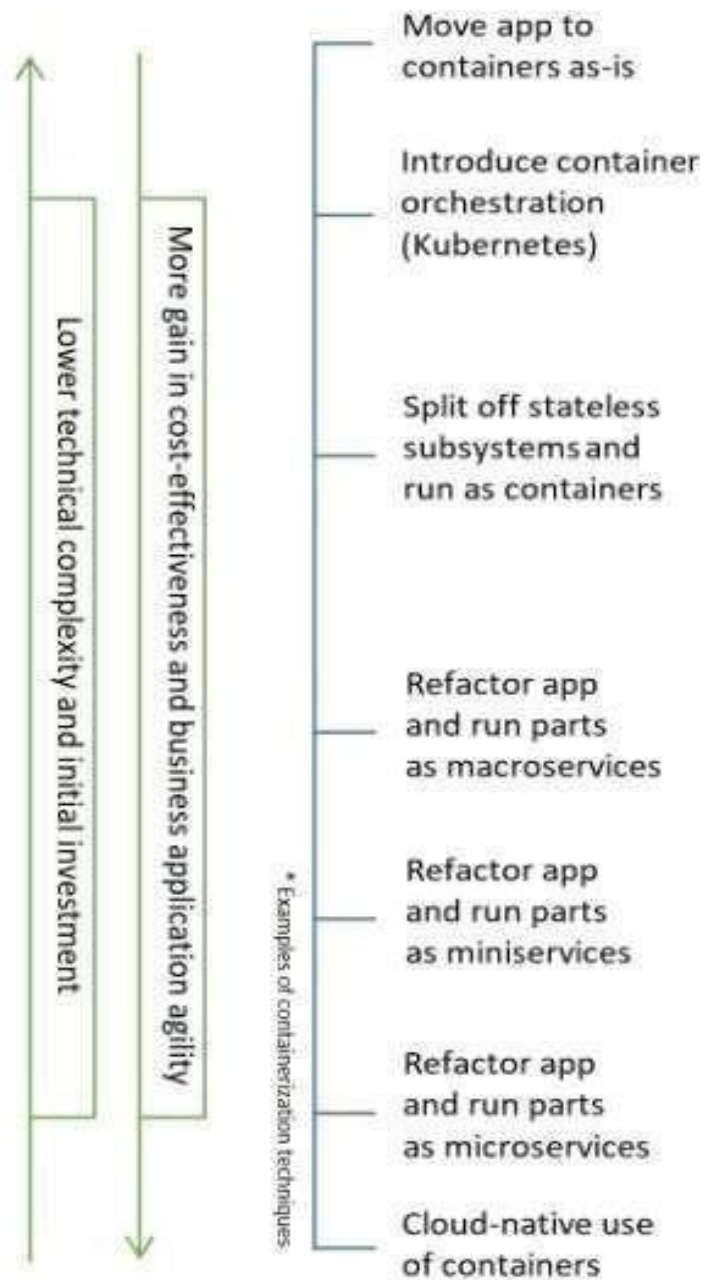 Move app to
containers as-is
Introduce container
orchestration
(Kubernetes)
Split off stateless
subsystems and
run as containers
Refactor app
and run parts
as macroservices
Refactor app
and run parts
as miniservices
Refactor app
and run parts
as microservices
Cloud-native use
of containers
Lower technical complexity and initial investment
More gain in cost-effectiveness and business application agility
* Examples of containerization techniques.